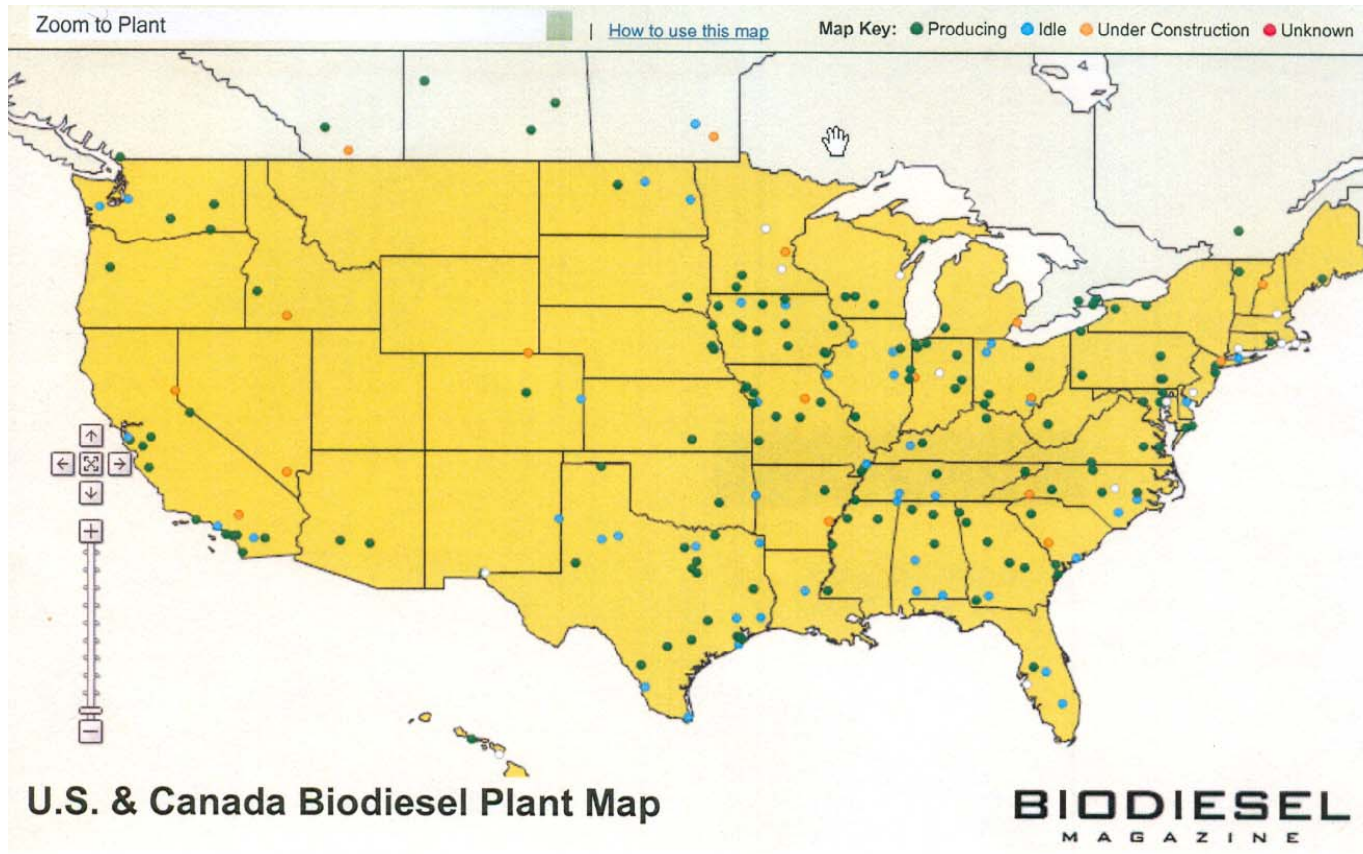 Zoom to Plant | How to use this map Map Key: Producing Idle Under Construction Unknown
U.S. & Canada Biodiesel Plant Map
BIODIESEL
MAGAZINE